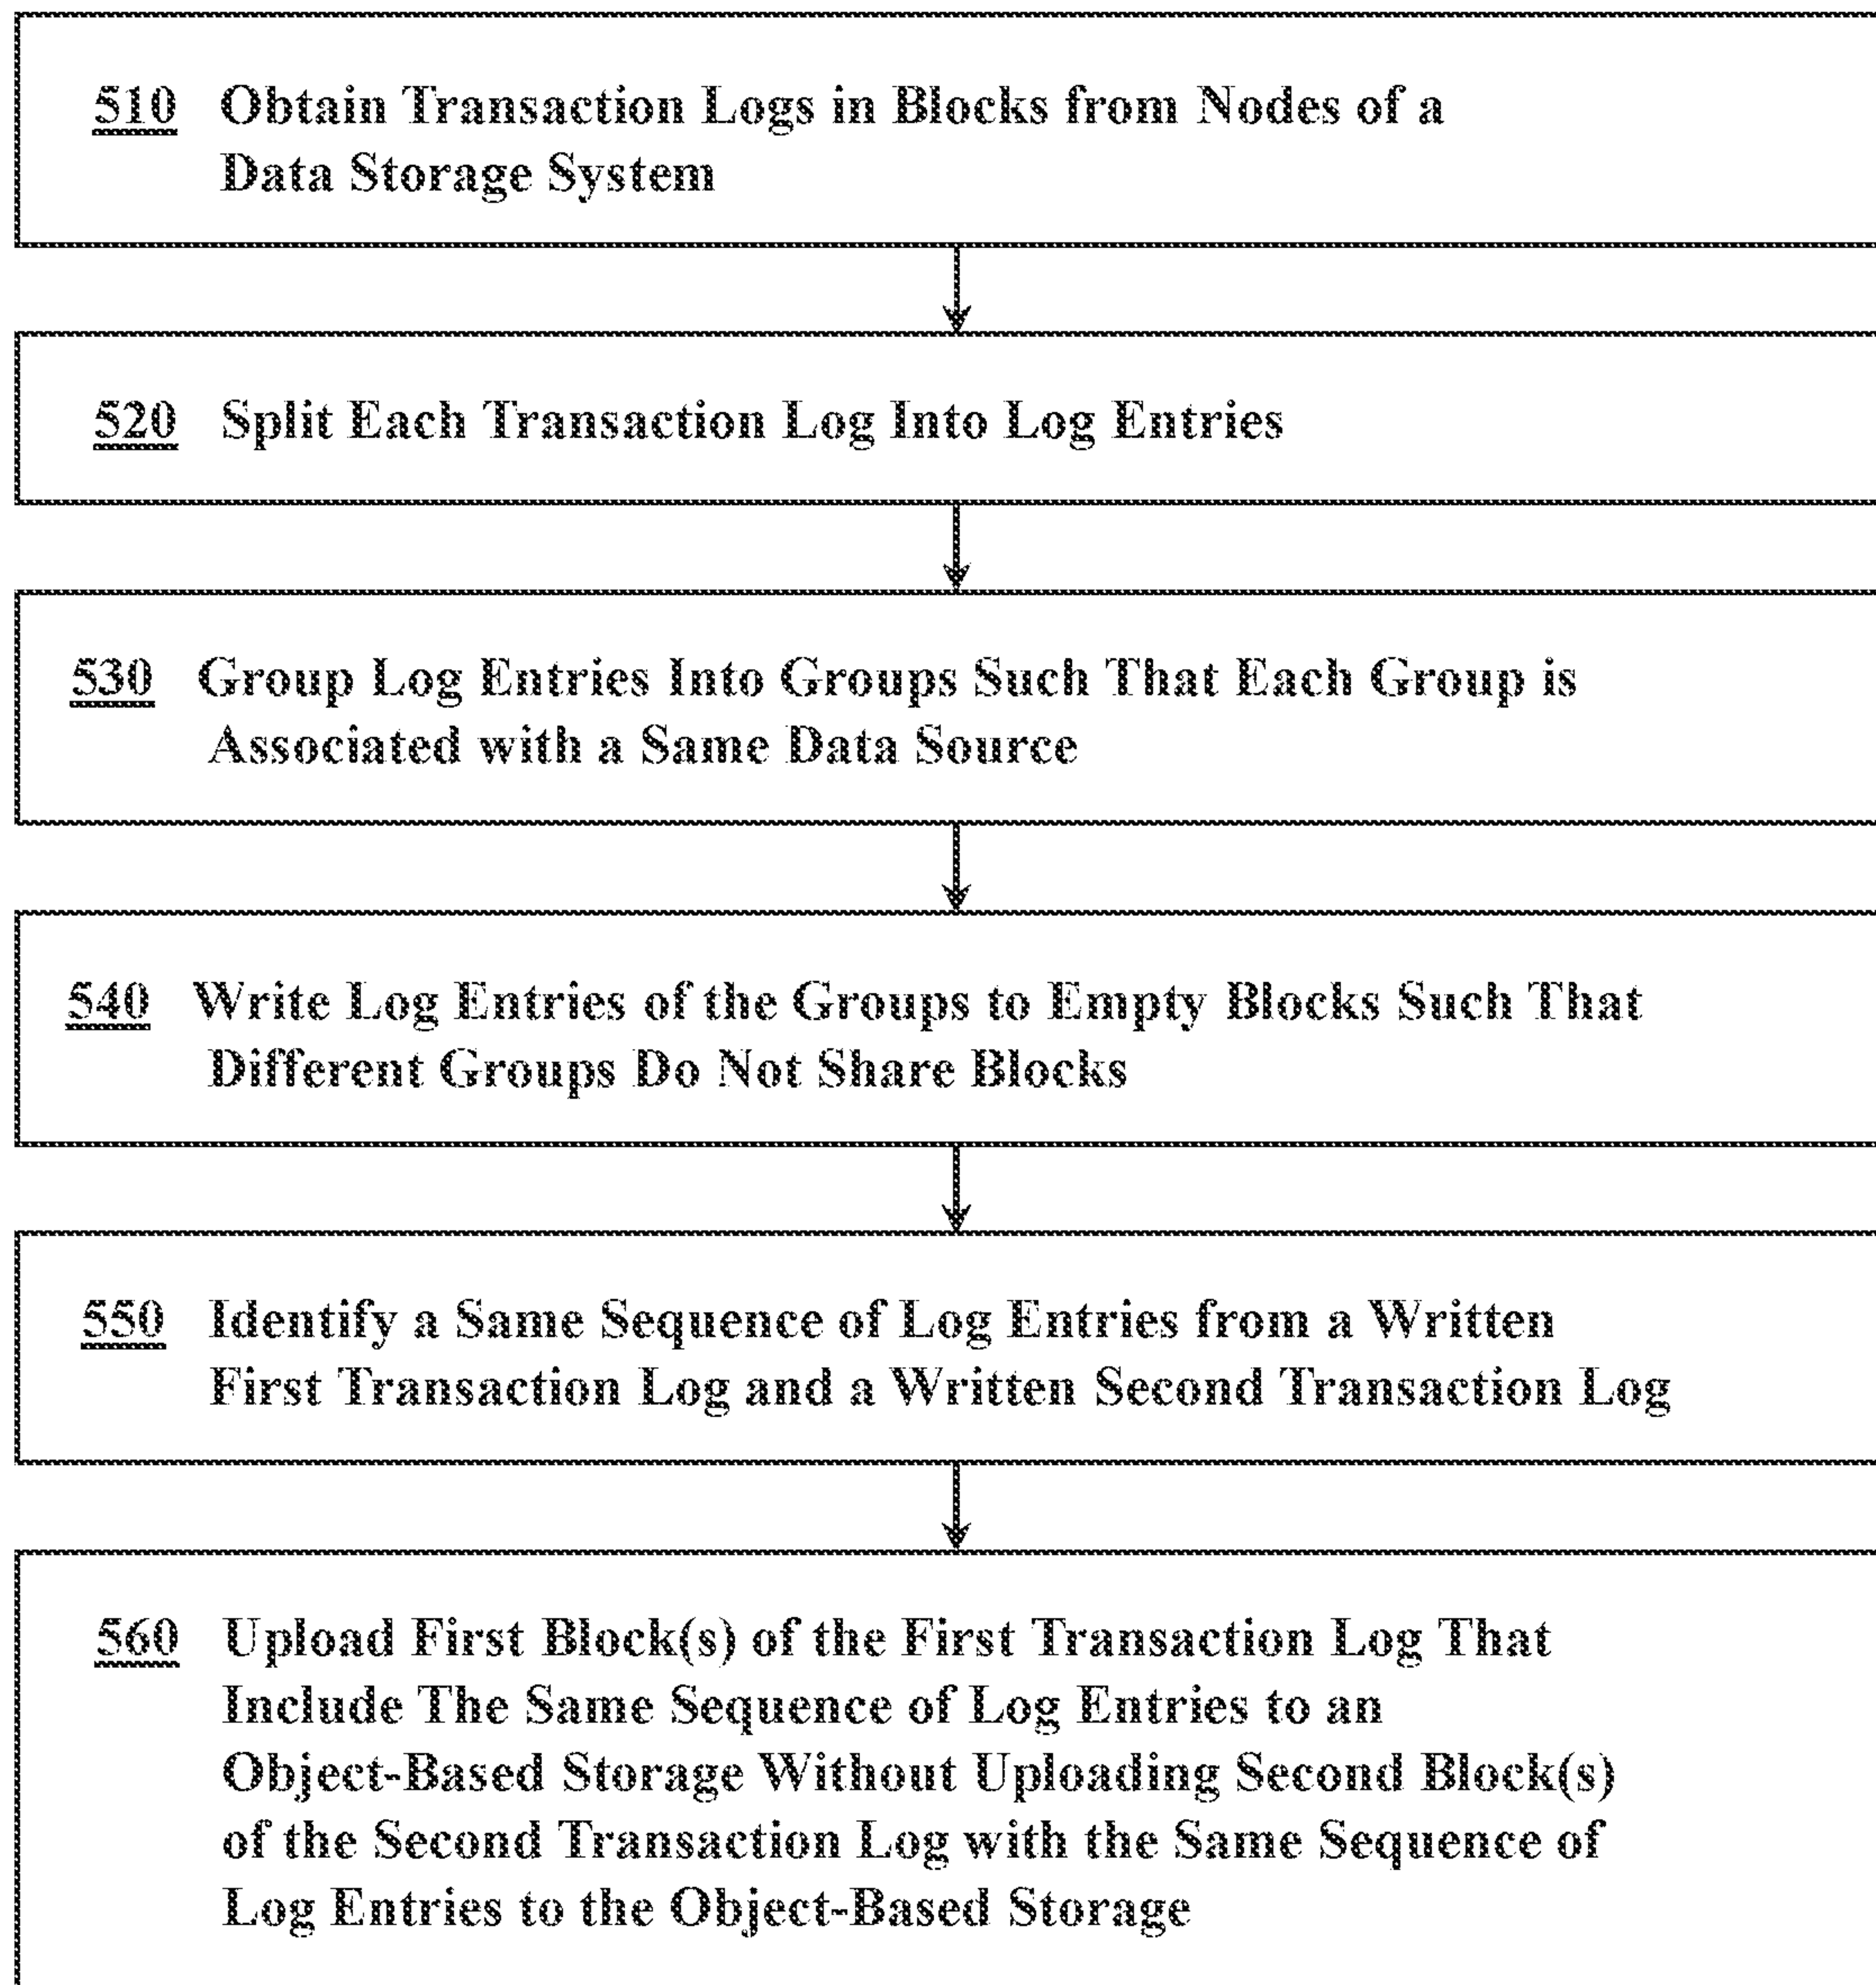 510 Obtain Transaction Logs in Blocks from Nodes of a
Data Storage System
520 Split Each Transaction Log Into Log Entries
530 Group Log Entries Into Groups Such That Each Group is
Associated with a Same Data Source
540 Write Log Entries of the Groups to Empty Blocks Such That
Different Groups Do Not Share Blocks
550 Identify a Same Sequence of Log Entries from a Written
First Transaction Log and a Written Second Transaction Log
560 Upload First Block(s) of the First Transaction Log That
Include The Same Sequence of Log Entries to an
Object-Based Storage Without Uploading Second Block(s)
of the Second Transaction Log with the Same Sequence of
Log Entries to the Object-Based Storage